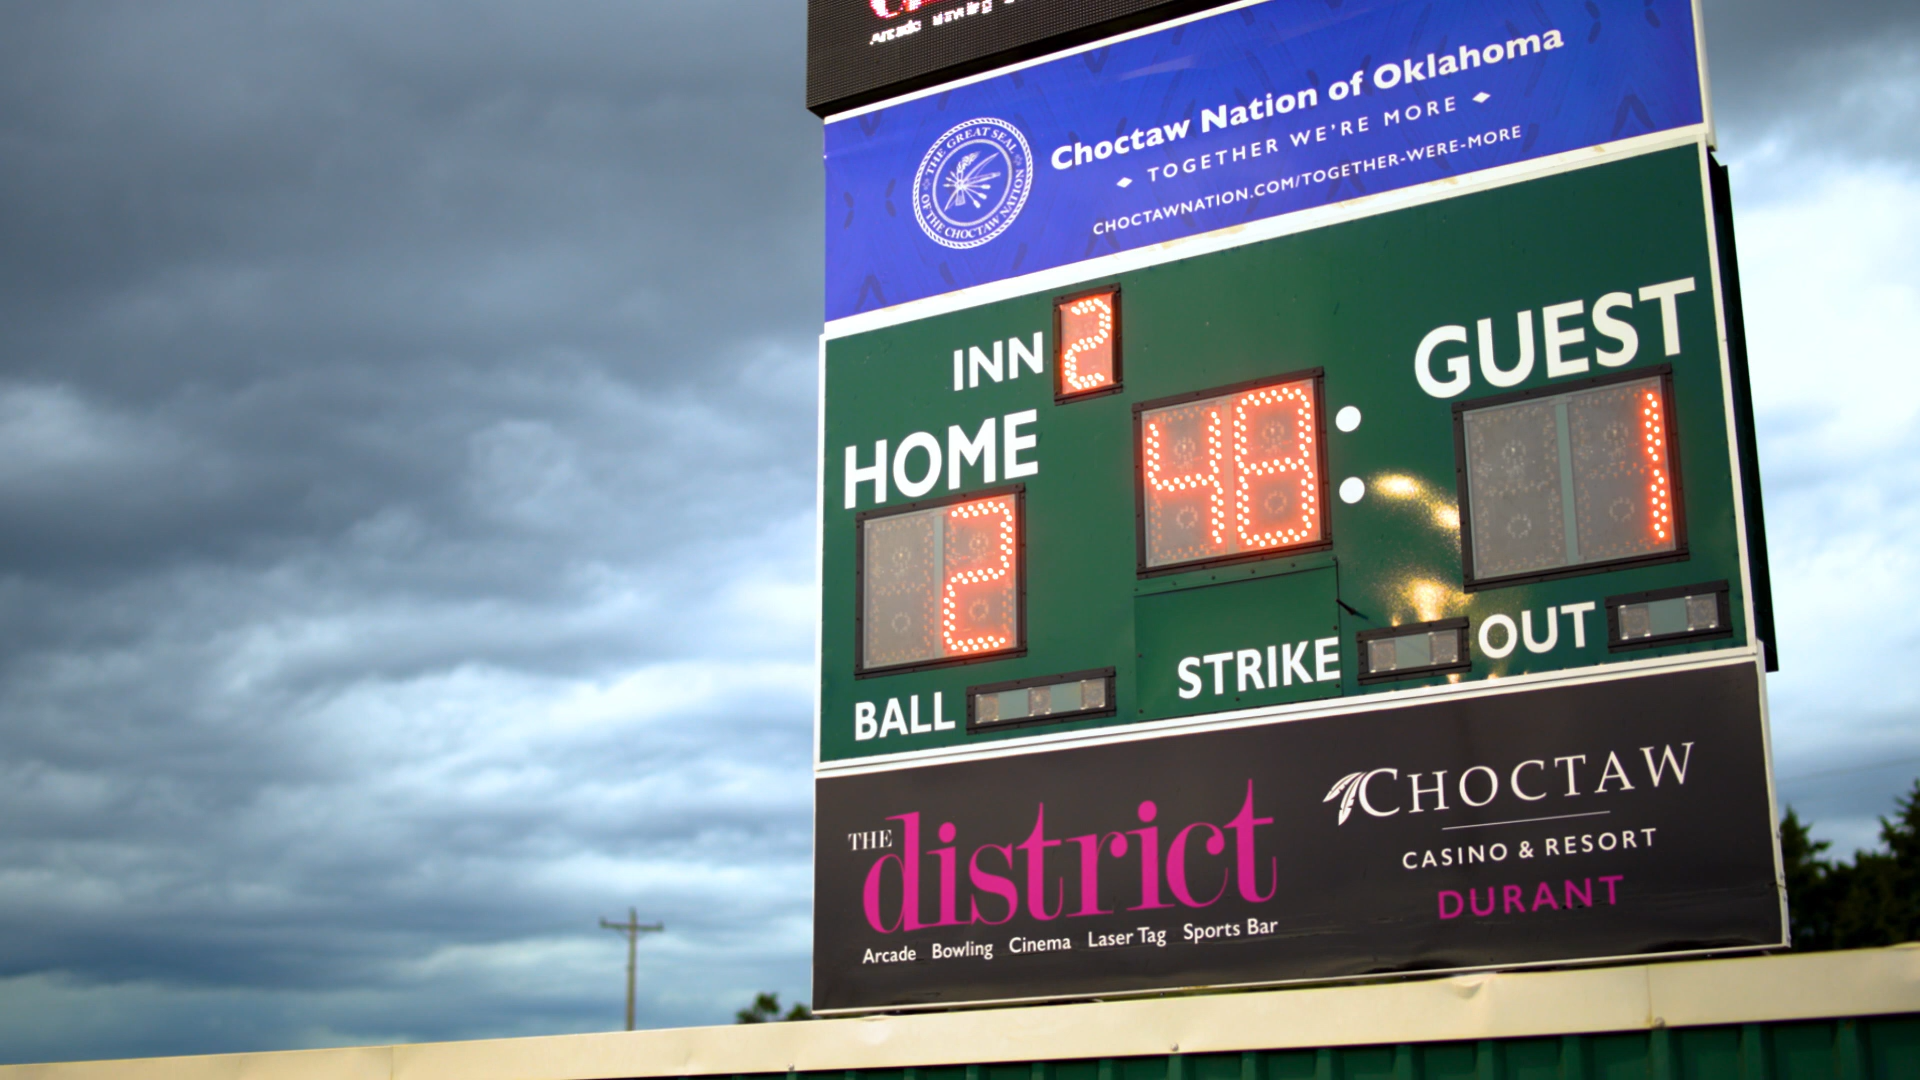 Arcade
Choctaw Nation of Oklahoma
TOGETHER WE'RE MORE
CHOCTAWNATION.COM/TOGETHER-WERE-MORE
THE GREAT SEAL OF THE CHOCTAW NATION
INN 2
HOME
GUEST
2
48:
1
BALL
STRIKE
OUT
THE district
Arcade Bowling Cinema Laser Tag Sports Bar
CHOCTAW
CASINO & RESORT
DURANT